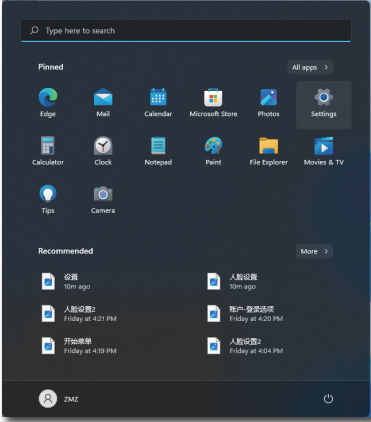 Type here to search
Pinned
All apps >
Edge
Mail
Calendar
Microsoft Store
Photos
Settings
Calculator
Clock
Notepad
Paint
File Explorer
Movies & TV
Tips
Camera
Recommended
More >
设置
10m ago
人脸设置
10m ago
人脸设置2
Friday at 4:21 PM
账户-登录选项
Friday at 4:20 PM
开始菜单
Friday at 4:19 PM
人脸设置2
Friday at 4:04 PM
ZMZ